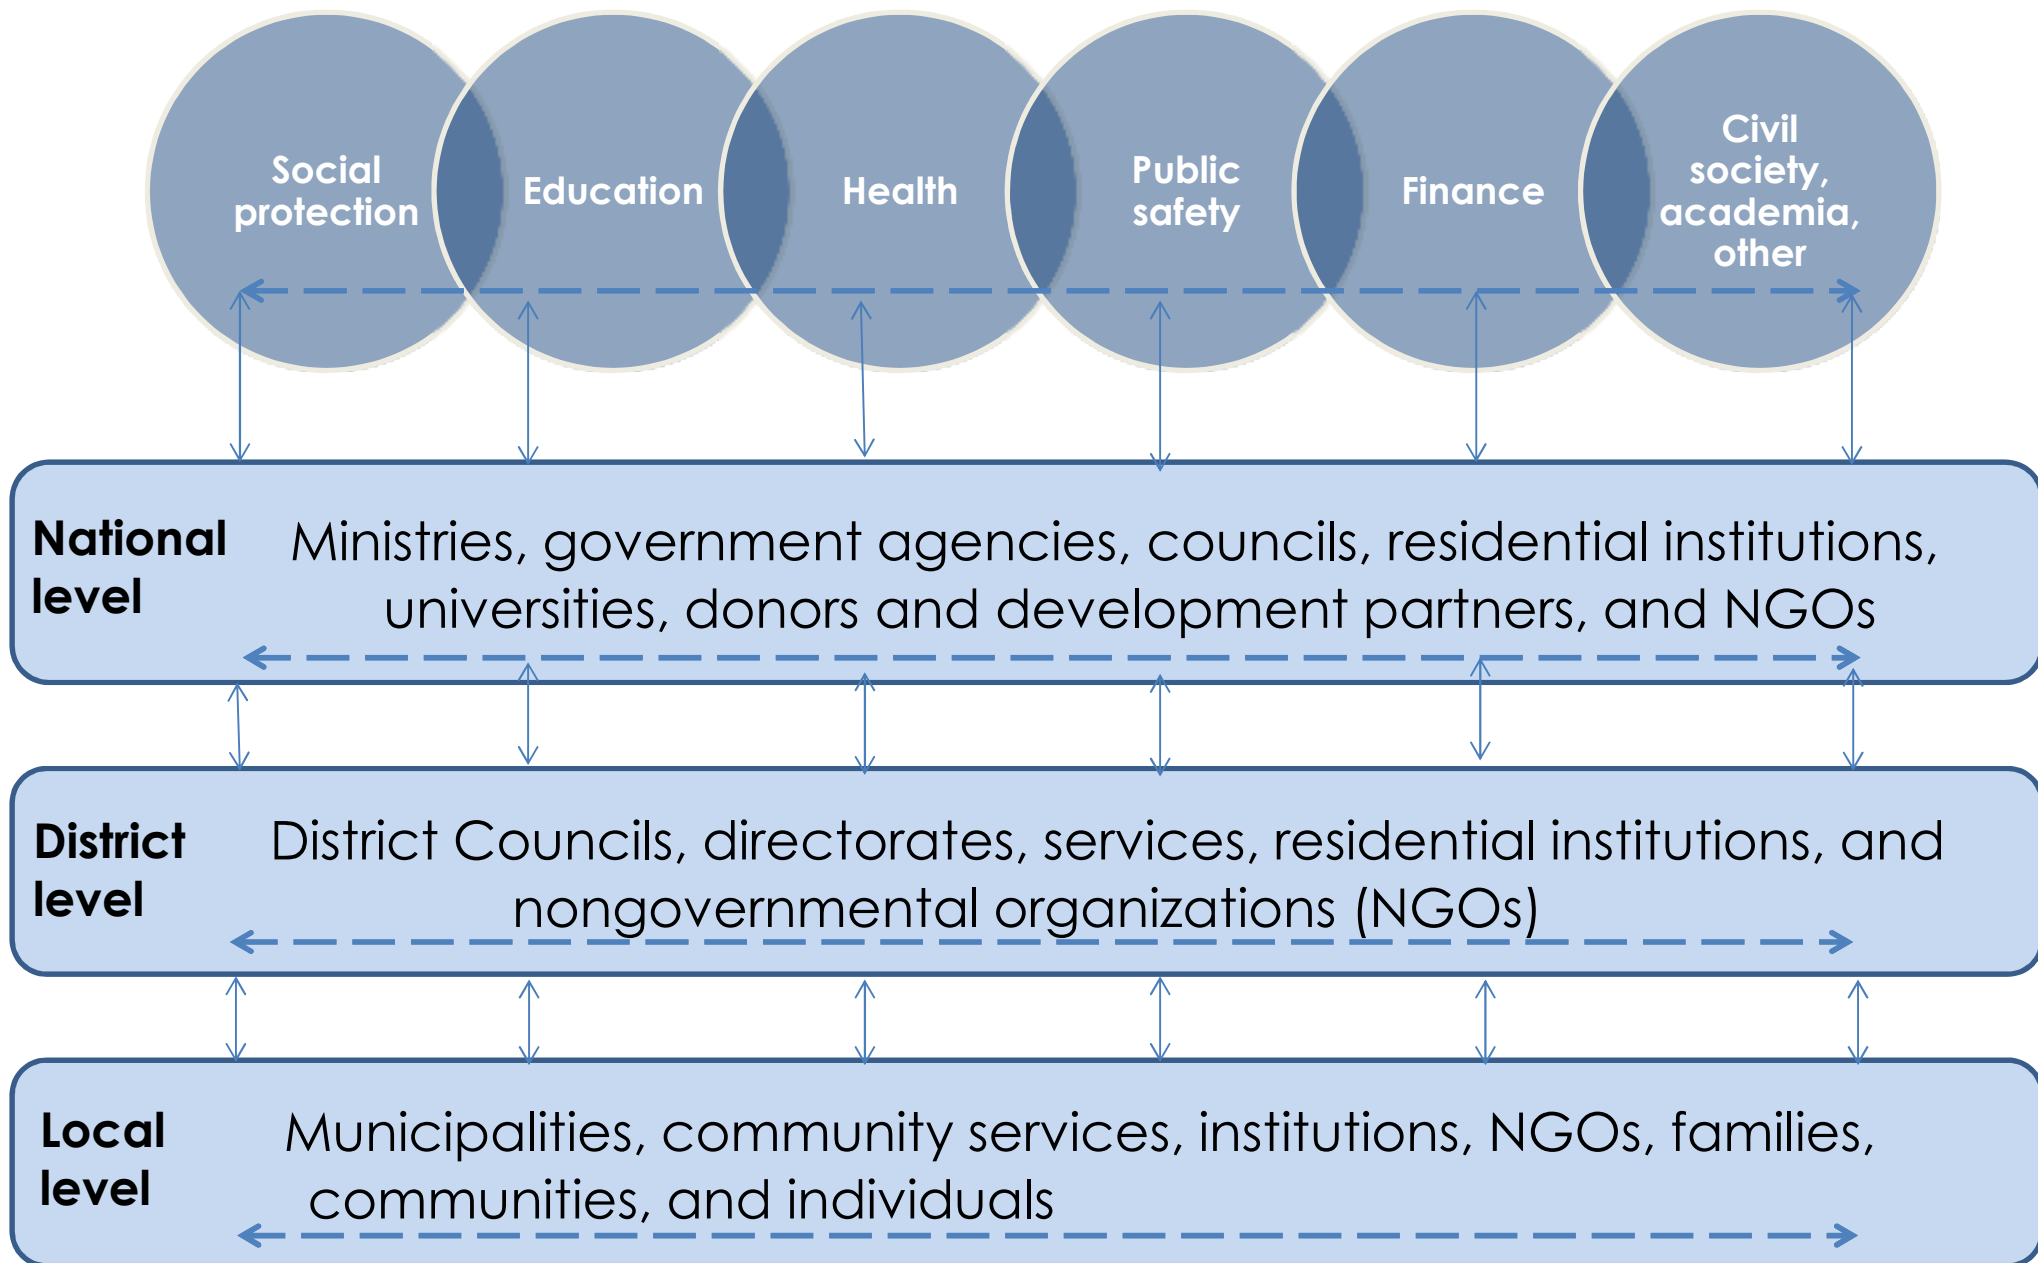 Social
protection
Education
Health
Public
safety
Finance
Civil
society,
academia,
other
National
level
Ministries, government agencies, councils, residential institutions,
universities, donors and development partners, and NGOs
District
level
District Councils, directorates, services, residential institutions, and
nongovernmental organizations (NGOs)
Local
level
Municipalities, community services, institutions, NGOs, families,
communities, and individuals